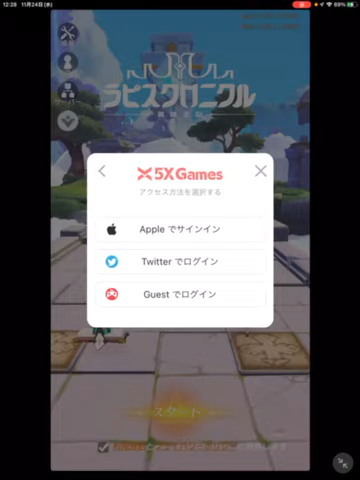 12:28 11月24日(水)
69%
ラピスクロニクル
5X Games
アクセス方法を選択する
Apple でサインイン
Twitter でログイン
Guest でログイン
スタート